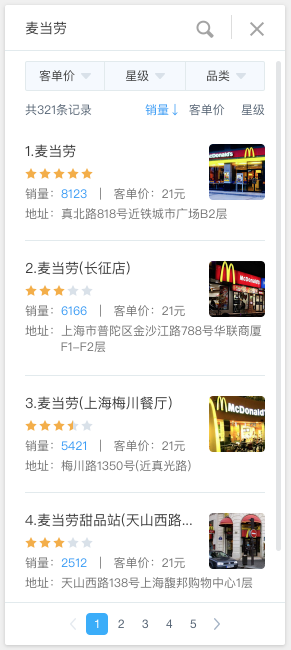 麦当劳
客单价 星级 品类
共321条记录 销量↓ 客单价 星级
1.麦当劳
McDonald's
销量：8123 | 客单价：21元
地址：真北路818号近铁城市广场B2层
2.麦当劳(长征店)
McDonald's
销量：6166 | 客单价：21元
地址：上海市普陀区金沙江路788号华联商厦
F1-F2层
3.麦当劳(上海梅川餐厅)
McDonald's
销量：5421 | 客单价：21元
地址：梅川路1350号(近真光路)
4.麦当劳甜品站(天山西路...
销量：2512 | 客单价：21元
地址：天山西路138号上海馥邦购物中心1层
1 2 3 4 5